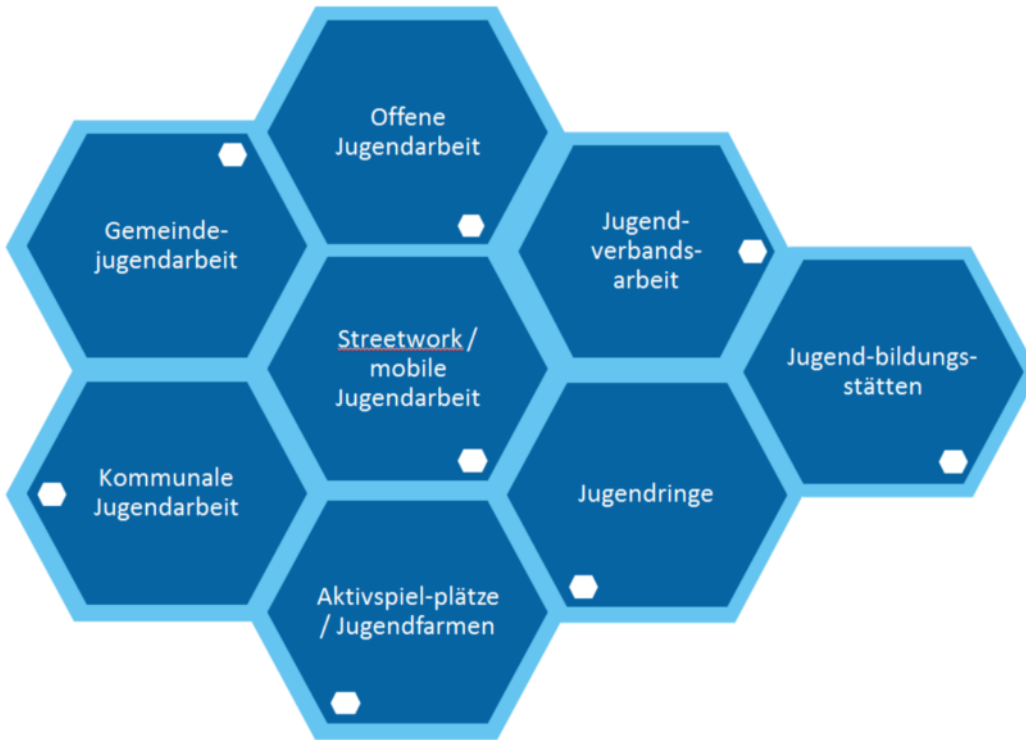 Offene
Jugendarbeit
Gemeinde-
jugendarbeit
Jugend-
verbands-
arbeit
Streetwork /
mobile
Jugendarbeit
Jugend-bildungs-
stätten
Kommunale
Jugendarbeit
Jugendringe
Aktivspiel-plätze
/ Jugendfarmen